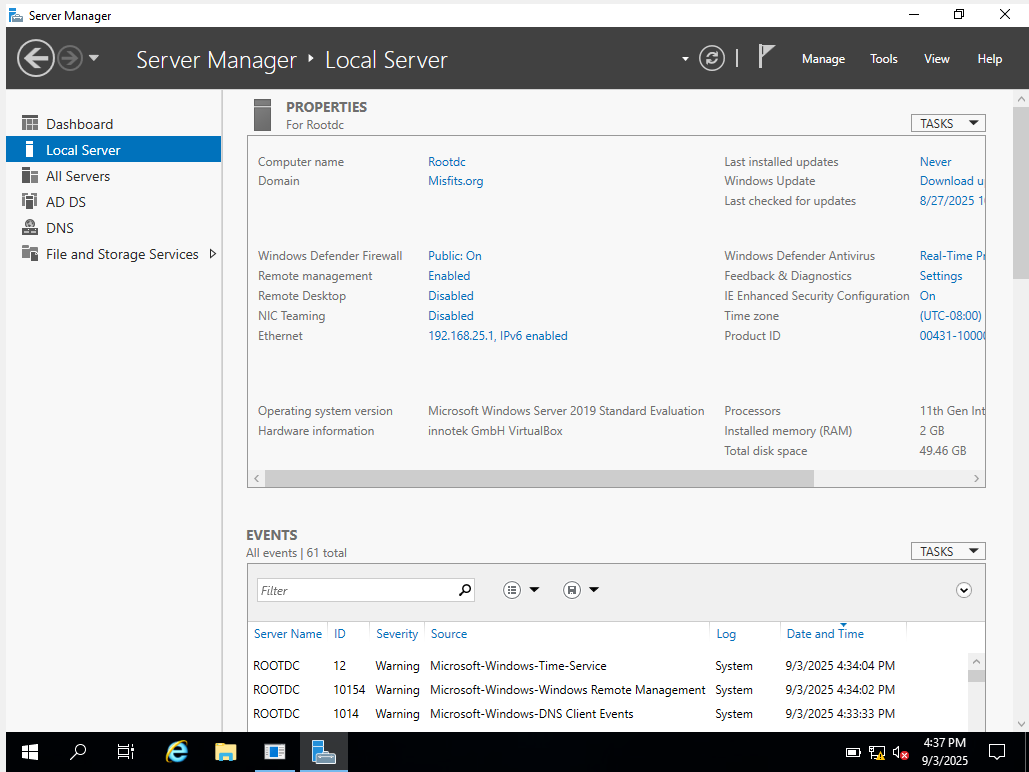 Server Manager
Server Manager ‣ Local Server
Manage Tools View Help
Dashboard
Local Server
All Servers
AD DS
DNS
File and Storage Services
PROPERTIES
For Rootdc
TASKS
Computer name Rootdc Last installed updates Never
Domain Misfits.org Windows Update Download u
Last checked for updates 8/27/2025 1
Windows Defender Firewall Public: On Windows Defender Antivirus Real-Time Pr
Remote management Enabled Feedback & Diagnostics Settings
Remote Desktop Disabled IE Enhanced Security Configuration On
NIC Teaming Disabled Time zone (UTC-08:00)
Ethernet 192.168.25.1, IPv6 enabled Product ID 00431-1000
Operating system version Microsoft Windows Server 2019 Standard Evaluation Processors 11th Gen Int
Hardware information innotek GmbH VirtualBox Installed memory (RAM) 2 GB
Total disk space 49.46 GB
EVENTS
All events | 61 total
TASKS
Filter
Server Name ID Severity Source Log Date and Time
ROOTDC 12 Warning Microsoft-Windows-Time-Service System 9/3/2025 4:34:04 PM
ROOTDC 10154 Warning Microsoft-Windows-Windows Remote Management System 9/3/2025 4:34:02 PM
ROOTDC 1014 Warning Microsoft-Windows-DNS Client Events System 9/3/2025 4:33:33 PM
4:37 PM
9/3/2025